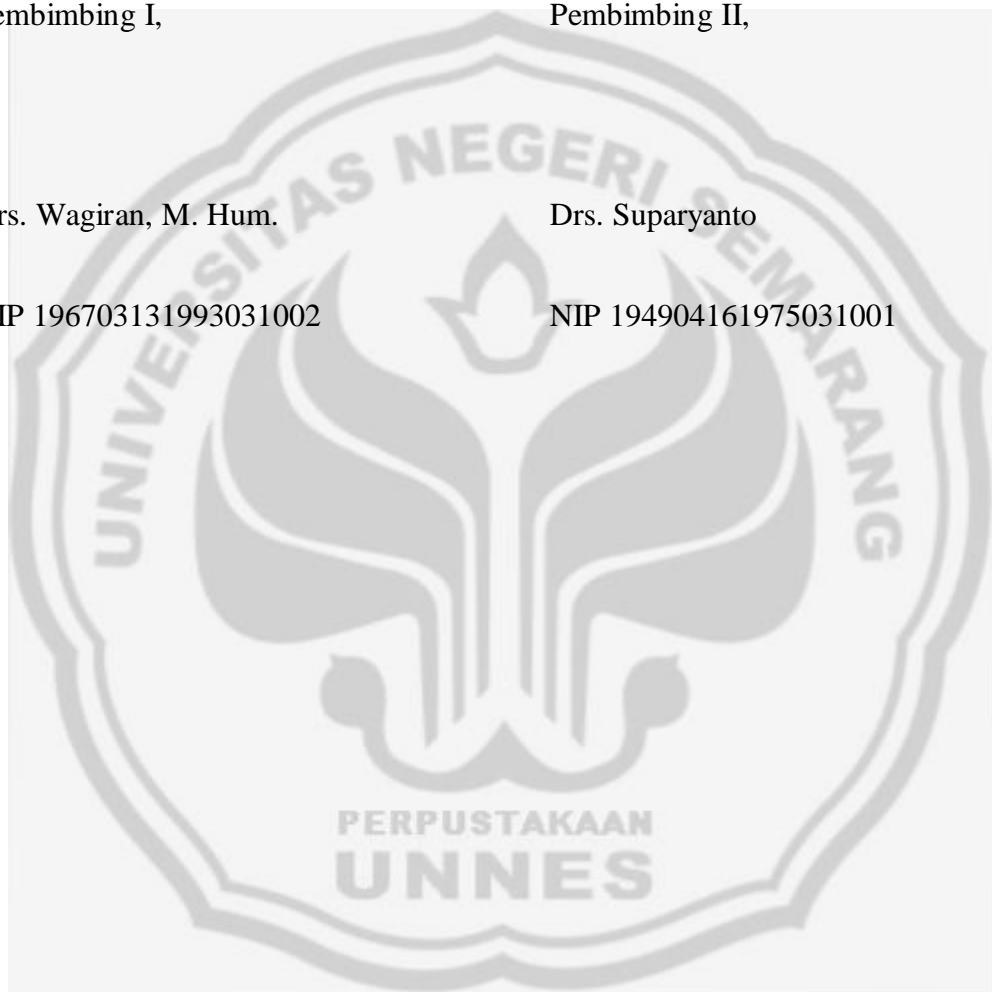 embimbing I, Pembimbing II,
rs. Wagiran, M. Hum. Drs. Suparyanto
IP 196703131993031002 NIP 194904161975031001
UNIVERSITAS NEGERI SEMARANG
PERPUSTAKAAN
UNNES